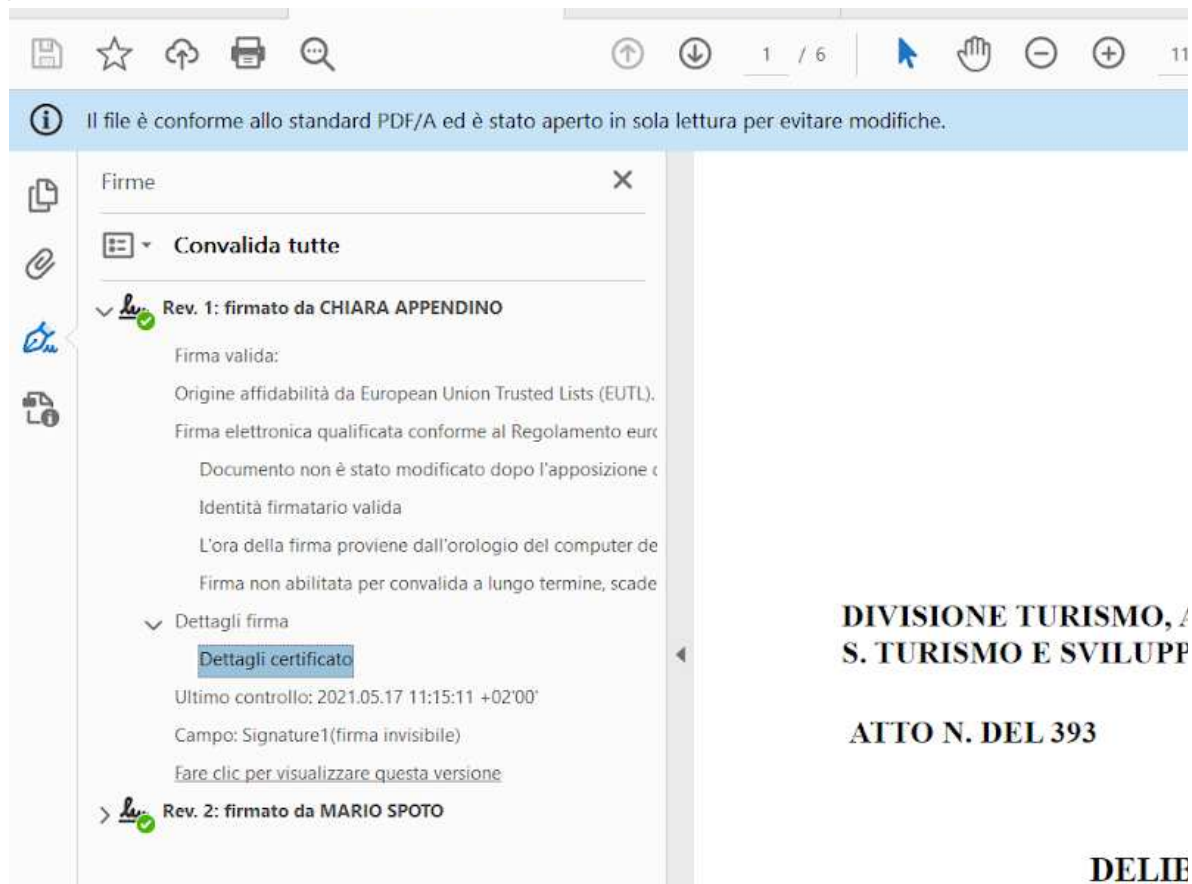 1 / 6
11
Il file è conforme allo standard PDF/A ed è stato aperto in sola lettura per evitare modifiche.
Firme
Convalida tutte
Rev. 1: firmato da CHIARA APPENDINO
Firma valida:
Origine affidabilità da European Union Trusted Lists (EUTL).
Firma elettronica qualificata conforme al Regolamento
Documento non è stato modificato dopo l'apposizione
Identità firmatario valida
L'ora della firma proviene dall'orologio del computer de
Firma non abilitata per convalida a lungo termine, scade
Dettagli firma
Dettagli certificato
Ultimo controllo: 2021.05.17 11:15:11 +02'00'
Campo: Signature1(firma invisibile)
Fare clic per visualizzare questa versione
Rev. 2: firmato da MARIO SPOTO
DIVISIONE TURISMO,
S. TURISMO E SVILUPP
ATTO N. DEL 393
DELIB